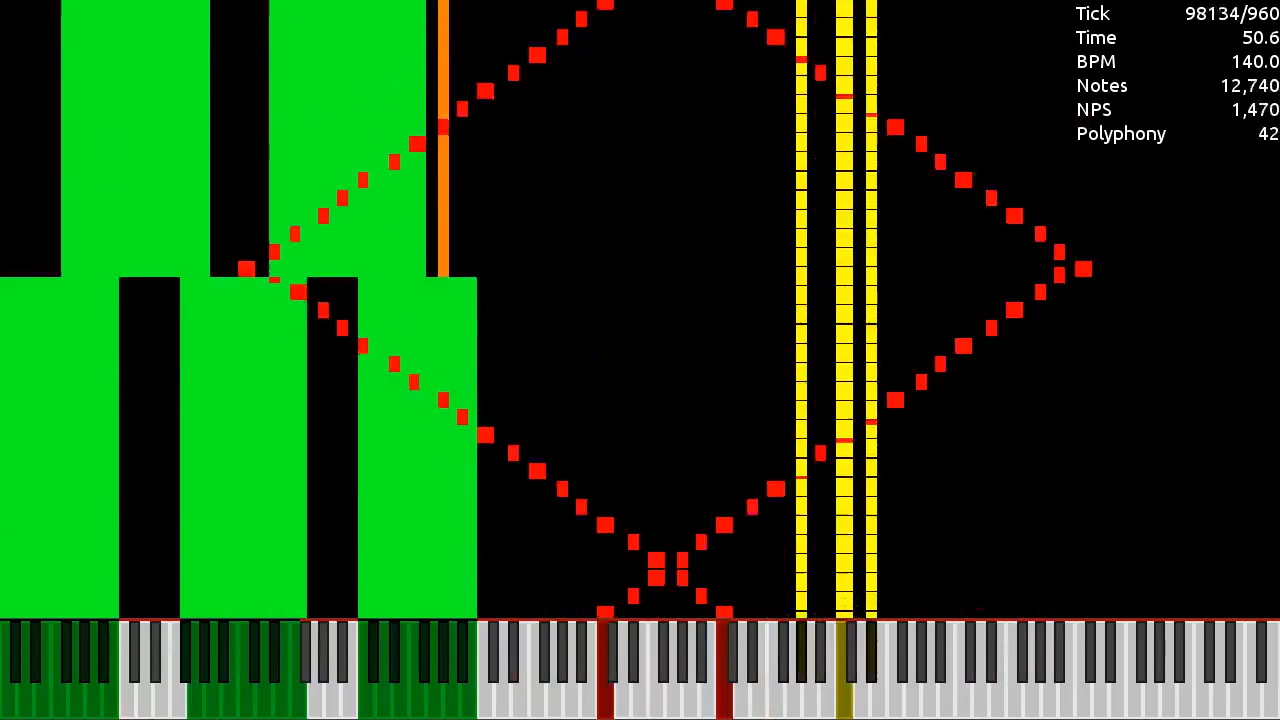 Tick 98134/960
Time 50.6
BPM 140.0
Notes 12,740
NPS 1,470
Polyphony 42